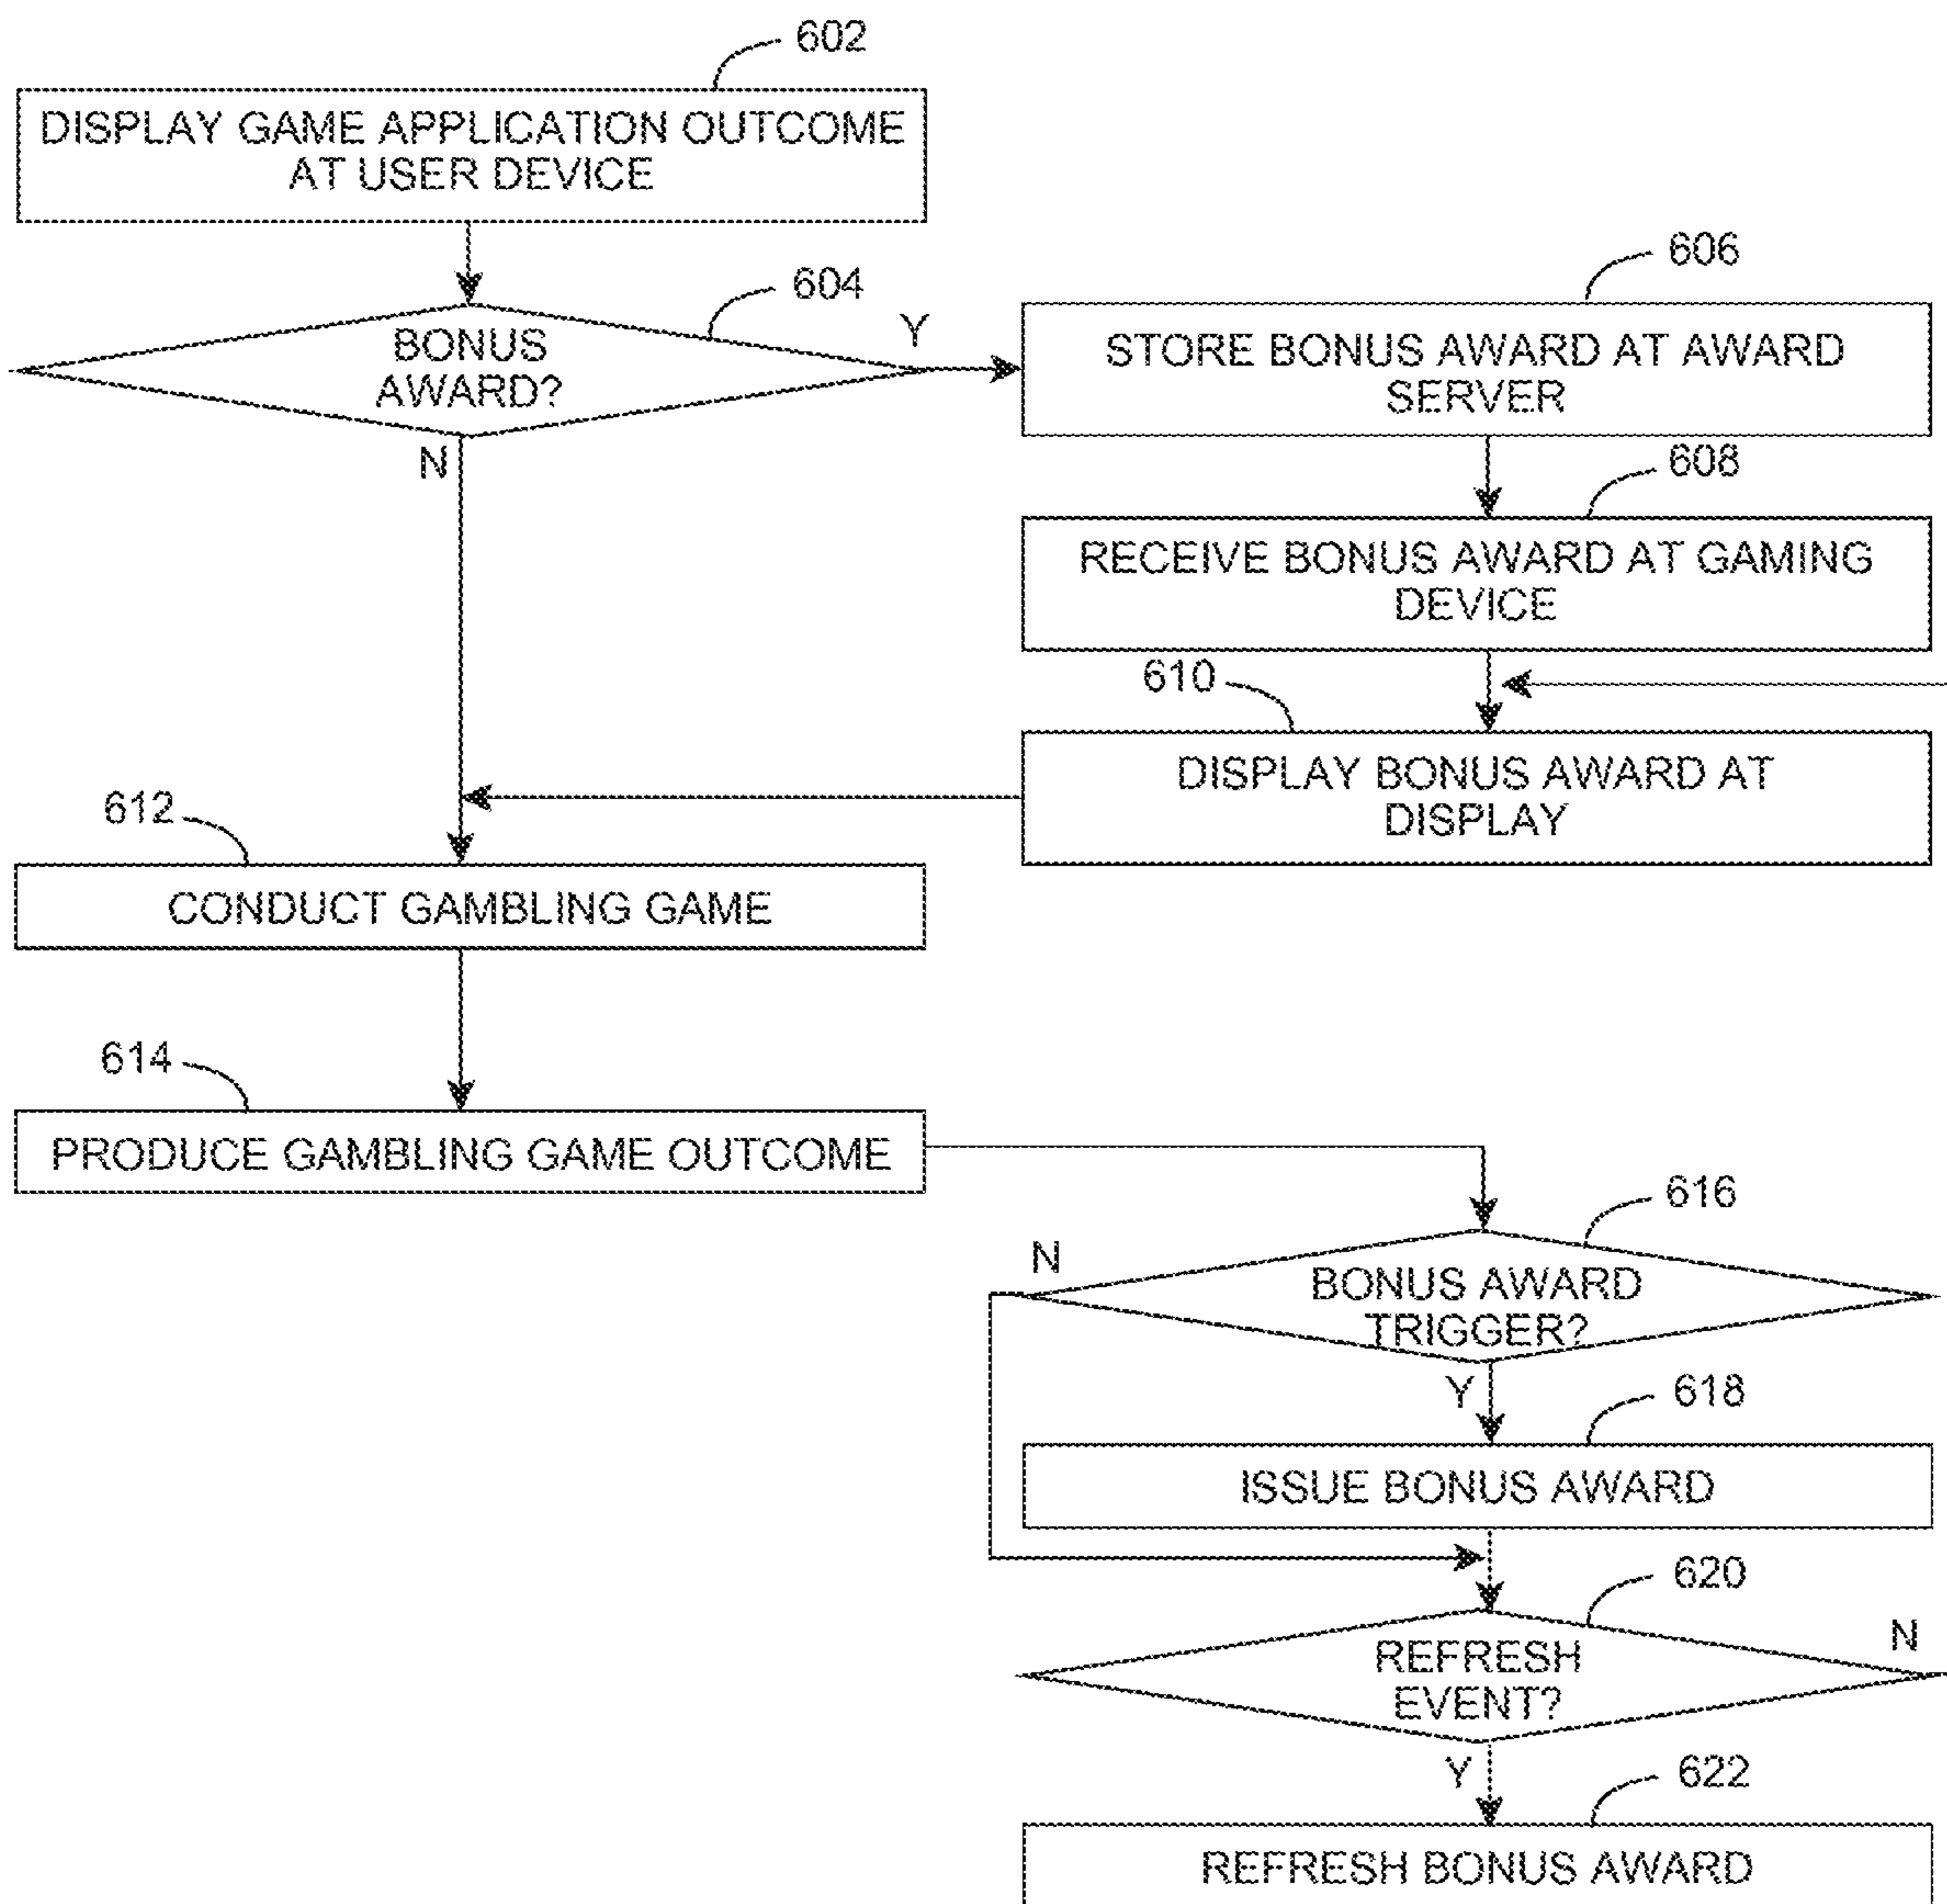 602
DISPLAY GAME APPLICATION OUTCOME
AT USER DEVICE
604
BONUS
AWARD?
Y
N
606
STORE BONUS AWARD AT AWARD
SERVER
608
RECEIVE BONUS AWARD AT GAMING
DEVICE
610
DISPLAY BONUS AWARD AT
DISPLAY
612
CONDUCT GAMBLING GAME
614
PRODUCE GAMBLING GAME OUTCOME
616
N
BONUS AWARD
TRIGGER?
Y
618
ISSUE BONUS AWARD
620
N
REFRESH
EVENT?
Y
622
REFRESH BONUS AWARD